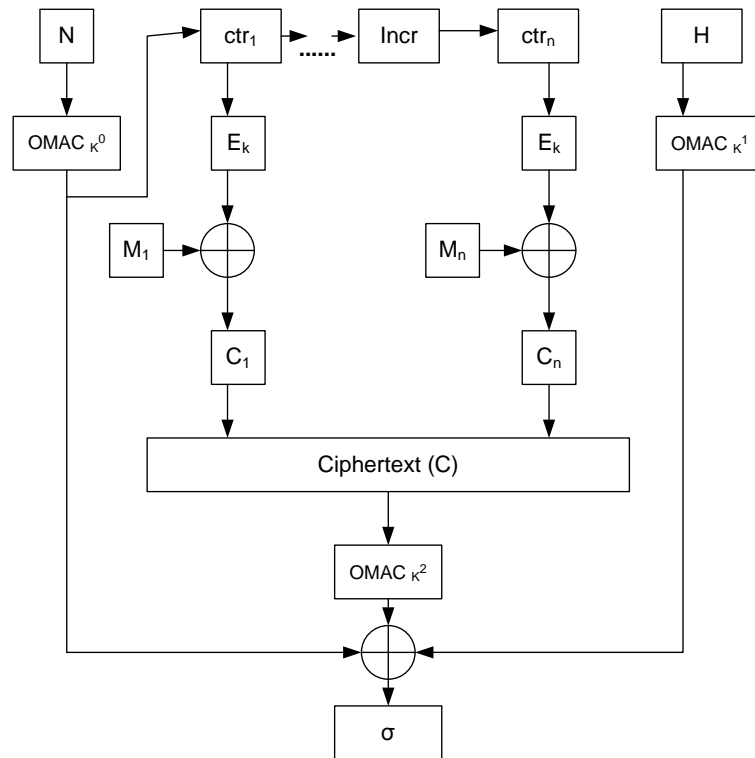 N
ctr₁
......
Incr
ctrₙ
H
OMAC K⁰
Eₖ
Eₖ
OMAC K¹
M₁
Mₙ
C₁
Cₙ
Ciphertext (C)
OMAC K²
σ